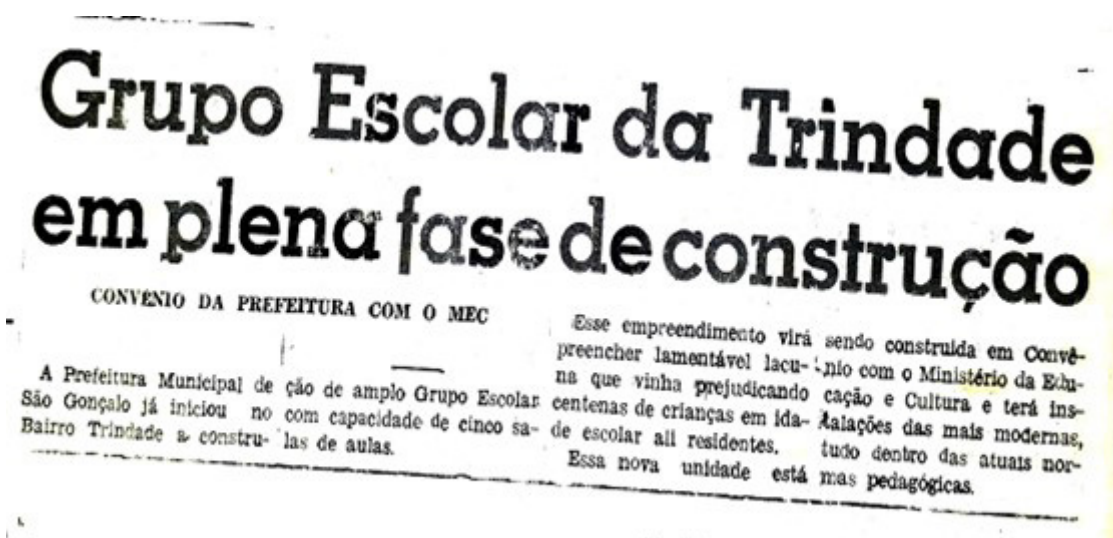 Grupo Escolar da Trindade
em plena fase de construção
CONVÊNIO DA PREFEITURA COM O MEC
A Prefeitura Municipal de
São Gonçalo já iniciou no
Bairro Trindade a constru-
ção de amplo Grupo Escolar
com capacidade de cinco sa-
las de aulas.
Esse empreendimento virá
preencher lamentável lacu-
na que vinha prejudicando
centenas de crianças em ida-
de escolar ali residentes.
Essa nova unidade está
sendo construida em Convê-
nio com o Ministério da Edu-
cação e Cultura e terá ins-
talações das mais modernas,
tudo dentro das atuais nor-
mas pedagógicas.